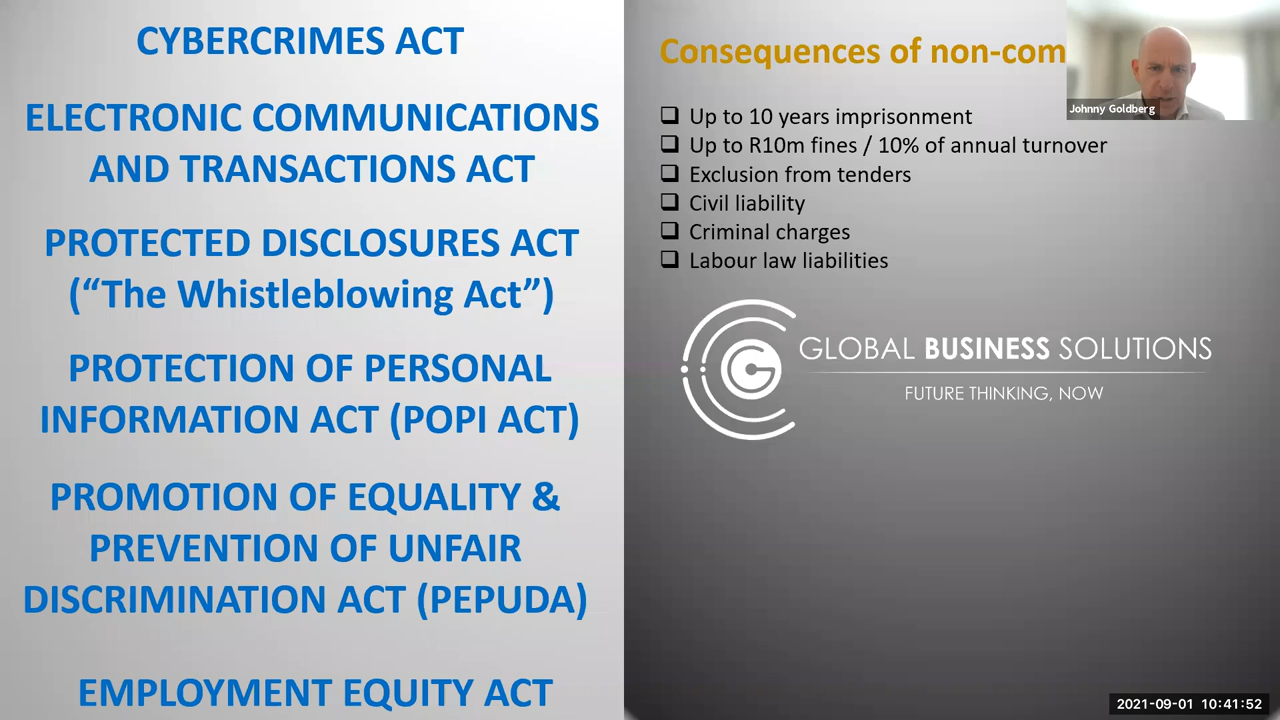 CYBERCRIMES ACT
ELECTRONIC COMMUNICATIONS
AND TRANSACTIONS ACT
PROTECTED DISCLOSURES ACT
(“The Whistleblowing Act”)
PROTECTION OF PERSONAL
INFORMATION ACT (POPI ACT)
PROMOTION OF EQUALITY &
PREVENTION OF UNFAIR
DISCRIMINATION ACT (PEPUDA)
EMPLOYMENT EQUITY ACT
Consequences of non-com
Johnny Goldberg
Up to 10 years imprisonment
Up to R10m fines / 10% of annual turnover
Exclusion from tenders
Civil liability
Criminal charges
Labour law liabilities
GLOBAL BUSINESS SOLUTIONS
FUTURE THINKING, NOW
2021-09-01 10:41:52